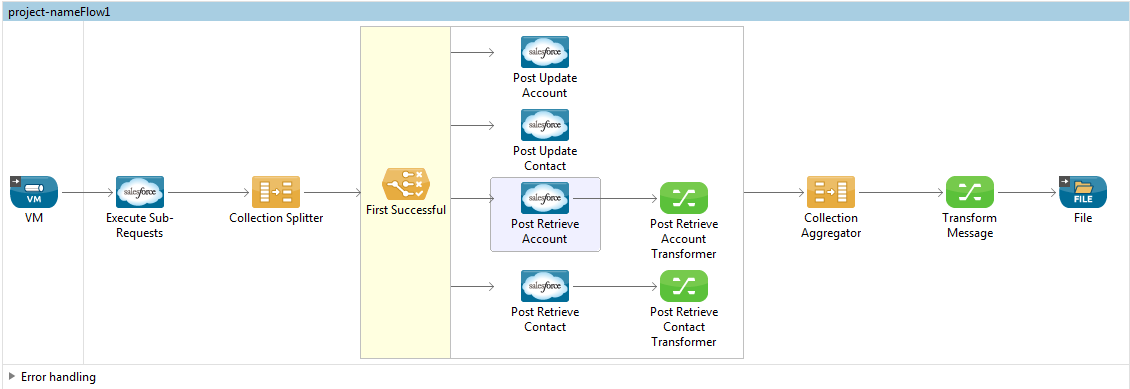 project-nameFlow1
salesforce
Post Update
Account
salesforce
Post Update
Contact
VM
VM
salesforce
Execute Sub-
Requests
Collection Splitter
First Successful
salesforce
Post Retrieve
Account
Post Retrieve
Account
Transformer
salesforce
Post Retrieve
Contact
Post Retrieve
Contact
Transformer
Collection
Aggregator
Transform
Message
FILE
File
Error handling